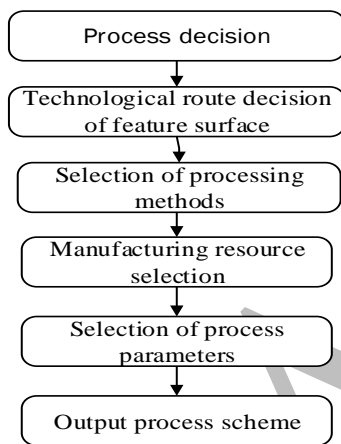 Process decision
Technological route decision
of feature surface
Selection of processing
methods
Manufacturing resource
selection
Selection of process
parameters
Output process scheme